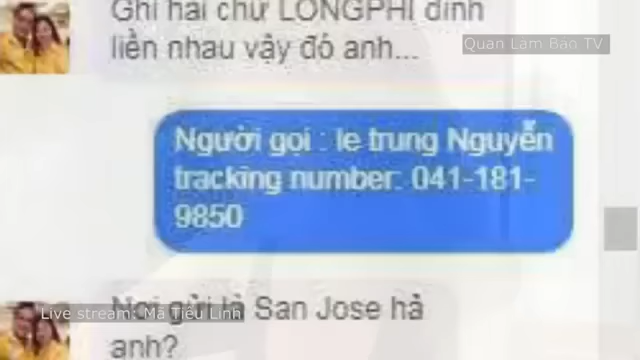 Ghi hai chữ LONGPHI dính
liền nhau vậy đó anh...
Quan Lam Bao TV
Người gọi : le trung Nguyễn
tracking number: 041-181-
9850
Nơi gửi là San Jose hả
anh?
Live stream: Mã Tiểu Linh